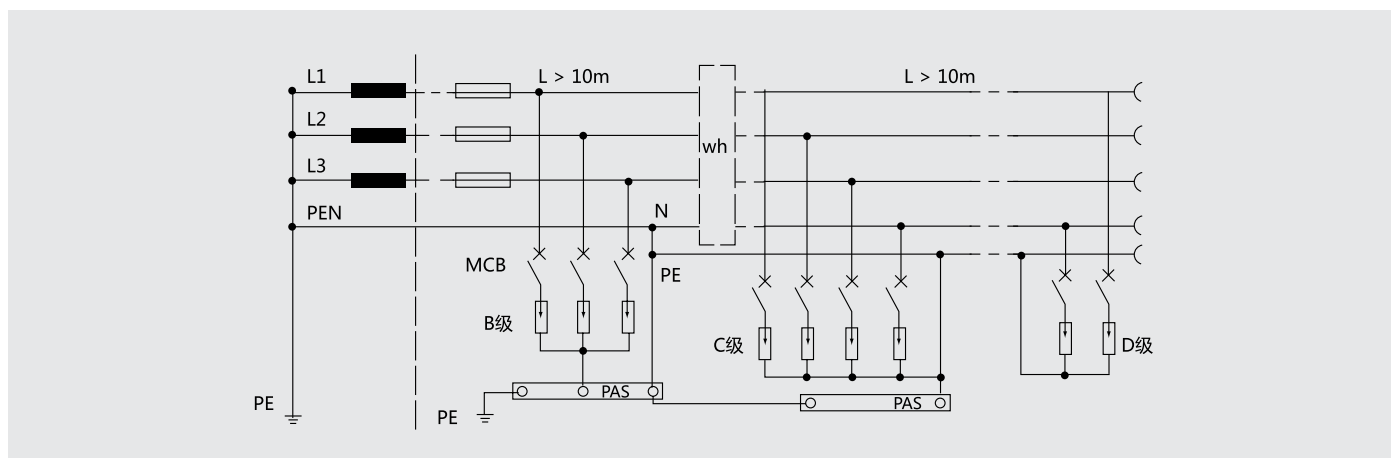 L1
L > 10m
L > 10m
L2
wh
L3
PEN
N
MCB
PE
B级
C级
D级
PAS
PAS
PE
PE